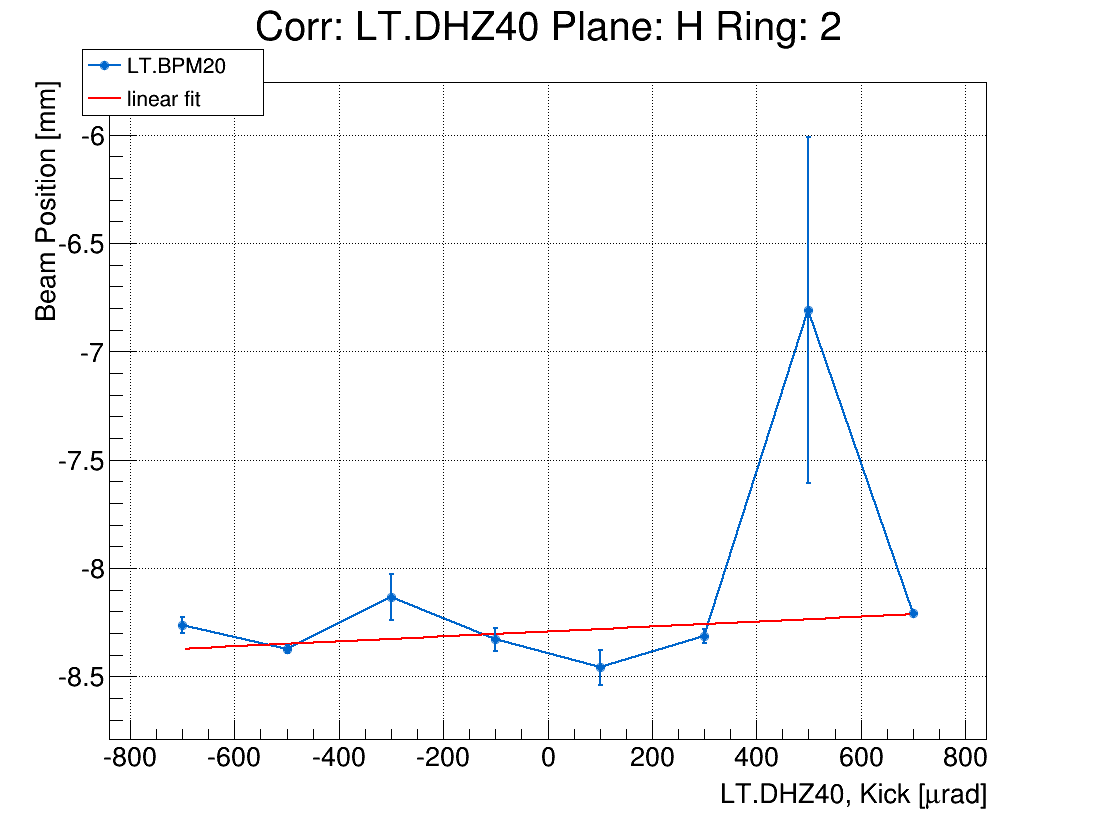 Corr: LT.DHZ40 Plane: H Ring: 2
LT.BPM20
linear fit
Beam Position [mm]
-6
-6.5
-7
-7.5
-8
-8.5
-800 -600 -400 -200 0 200 400 600 800
LT.DHZ40, Kick [μrad]